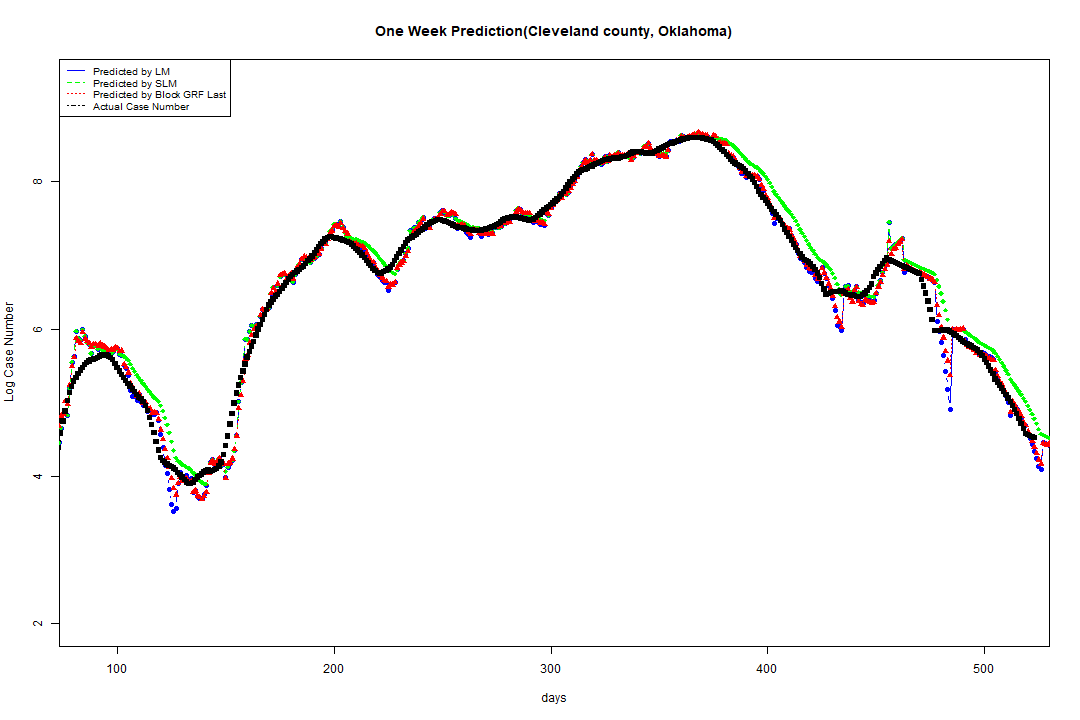 One Week Prediction(Cleveland county, Oklahoma)
Predicted by LM
Predicted by SLM
Predicted by Block GRF Last
Actual Case Number
Log Case Number
8
6
4
2
100 200 300 400 500
days